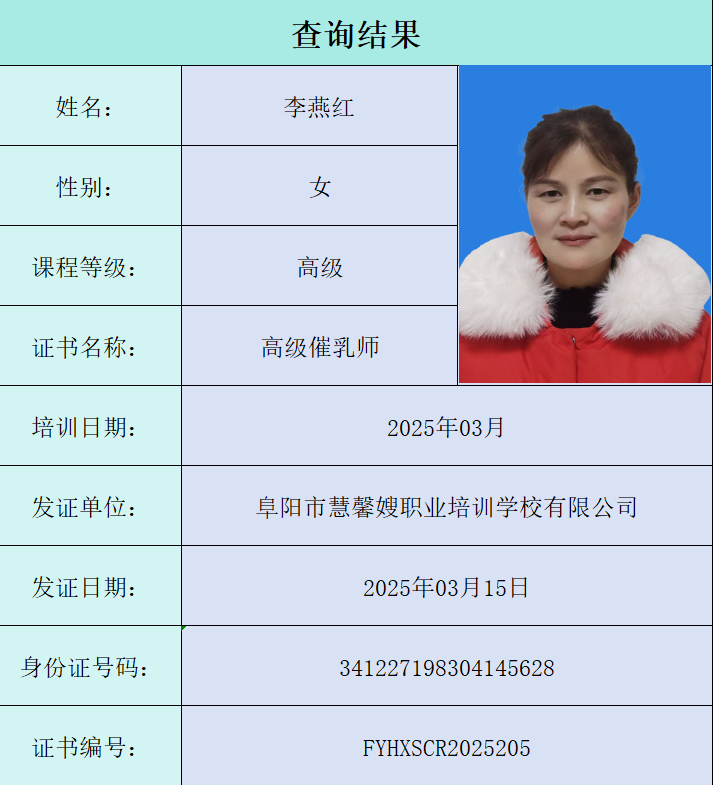 查询结果
姓名： 李燕红
性别： 女
课程等级： 高级
证书名称： 高级催乳师
培训日期： 2025年03月
发证单位： 阜阳市慧馨嫂职业培训学校有限公司
发证日期： 2025年03月15日
身份证号码： 341227198304145628
证书编号： FYHXSCR2025205